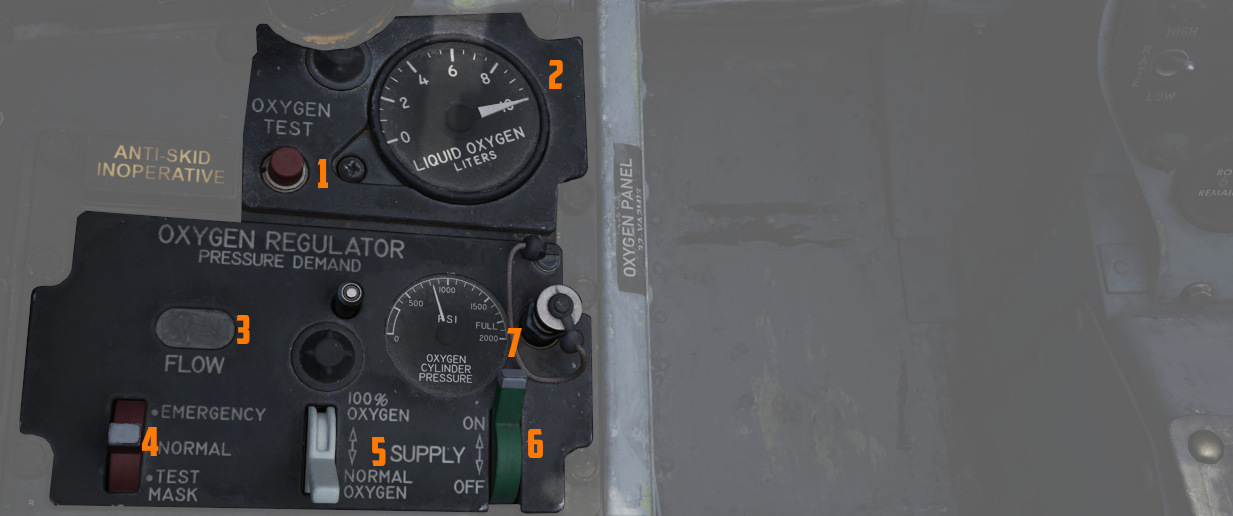 2
6
4
8
2
10
0
LIQUID OXYGEN
LITERS
OXYGEN
TEST
1
ANTI-SKID
INOPERATIVE
OXYGEN PANEL
HIGH
LOW
OXYGEN REGULATOR
PRESSURE DEMAND
500
1000
1500
PSI
FULL
0
2000
OXYGEN
CYLINDER
PRESSURE
3
7
FLOW
EMERGENCY
4
NORMAL
TEST
MASK
100%
OXYGEN
5
NORMAL
OXYGEN
SUPPLY
ON
OFF
6